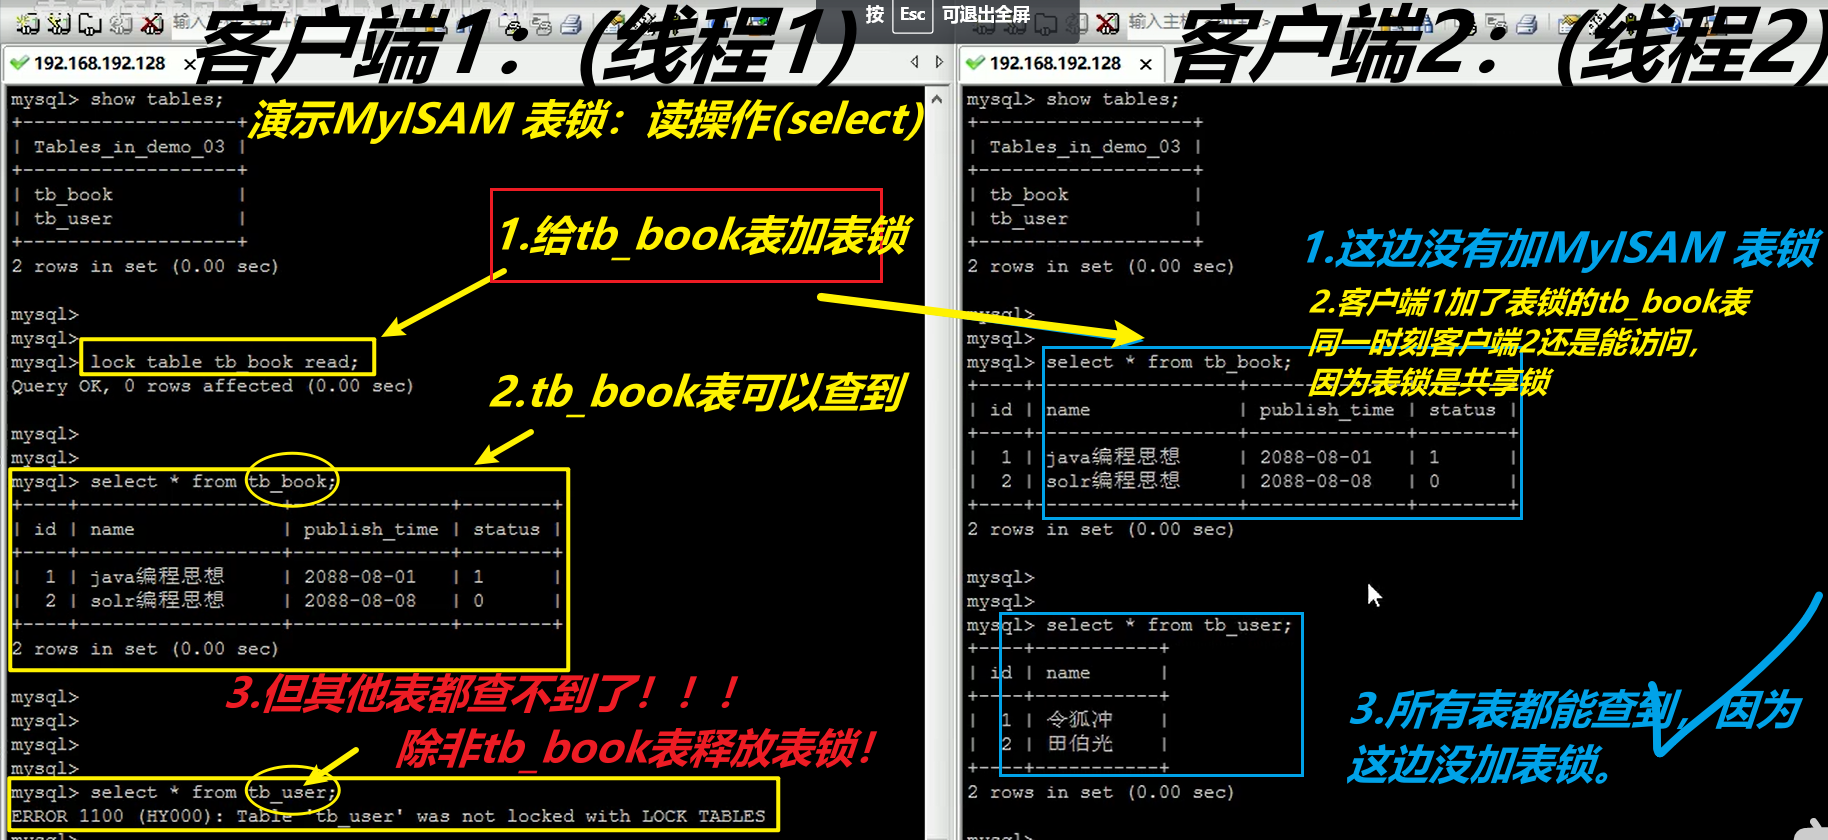 按 Esc 可退出全屏
客户端1：(线程1)
192.168.192.128
演示MyISAM 表锁：读操作(select)
mysql> show tables;
+------------------+
| Tables_in_demo_03 |
+------------------+
| tb_book |
| tb_user |
+------------------+
2 rows in set (0.00 sec)
1.给tb_book表加表锁
mysql>
mysql>
mysql> lock table tb_book read;
Query OK, 0 rows affected (0.00 sec)
2.tb_book表可以查到
mysql>
mysql>
mysql> select * from tb_book;
+----+------------------+--------------+--------+
| id | name | publish_time | status |
+----+------------------+--------------+--------+
| 1 | java编程思想 | 2088-08-01 | 1 |
| 2 | solr编程思想 | 2088-08-08 | 0 |
+----+------------------+--------------+--------+
2 rows in set (0.00 sec)
3.但其他表都查不到了！！！
除非tb_book表释放表锁！
mysql>
mysql>
mysql>
mysql>
mysql> select * from tb_user;
ERROR 1100 (HY000): Table 'tb_user' was not locked with LOCK TABLES
客户端2：(线程2)
192.168.192.128
mysql> show tables;
+------------------+
| Tables_in_demo_03 |
+------------------+
| tb_book |
| tb_user |
+------------------+
2 rows in set (0.00 sec)
1.这边没有加MyISAM 表锁
2.客户端1加了表锁的tb_book表
同一时刻客户端2还是能访问，
因为表锁是共享锁
mysql>
mysql>
mysql> select * from tb_book;
+----+------------------+--------------+--------+
| id | name | publish_time | status |
+----+------------------+--------------+--------+
| 1 | java编程思想 | 2088-08-01 | 1 |
| 2 | solr编程思想 | 2088-08-08 | 0 |
+----+------------------+--------------+--------+
2 rows in set (0.00 sec)
mysql>
mysql>
mysql> select * from tb_user;
+----+-----------+
| id | name |
+----+-----------+
| 1 | 令狐冲 |
| 2 | 田伯光 |
+----+-----------+
2 rows in set (0.00 sec)
3.所有表都能查到，因为
这边没加表锁。